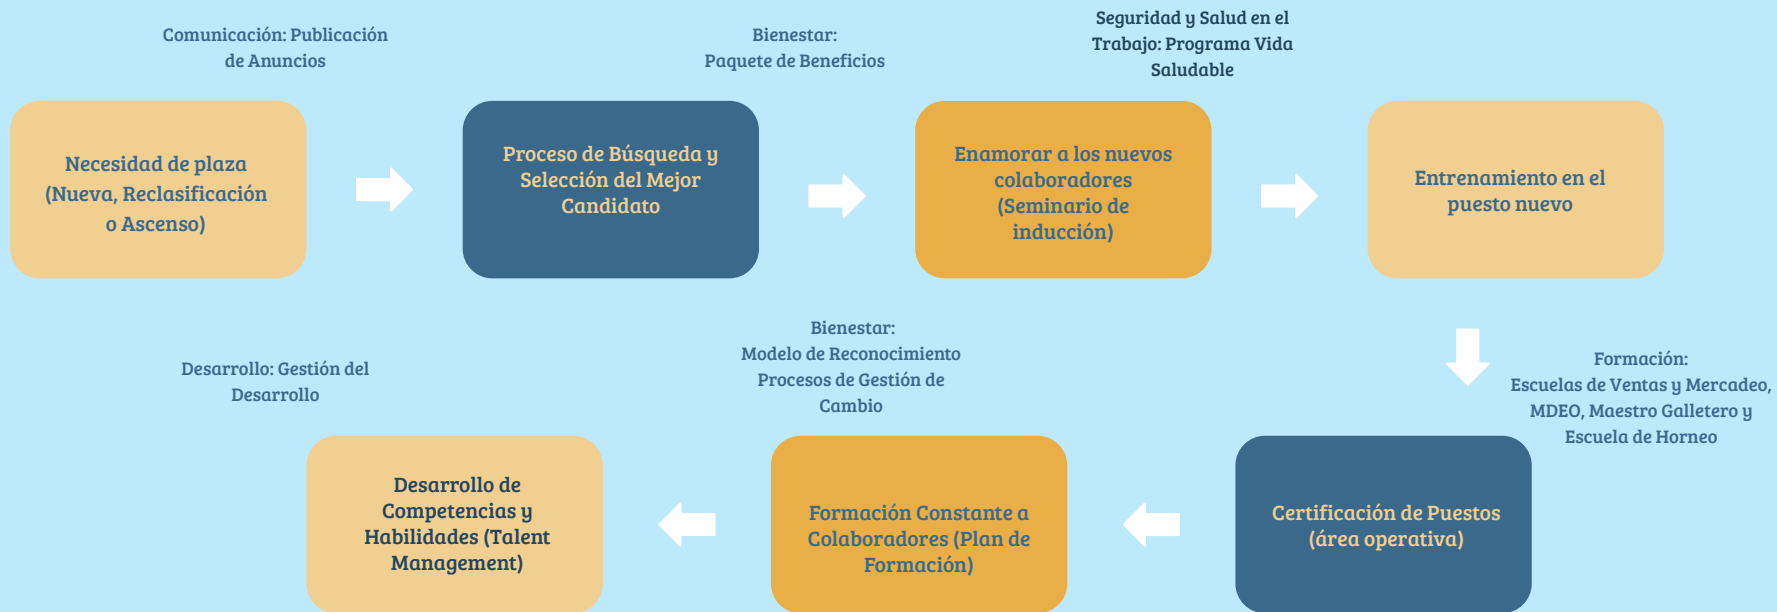 Comunicación: Publicación
de Anuncios
Bienestar:
Paquete de Beneficios
Seguridad y Salud en el
Trabajo: Programa Vida
Saludable
Necesidad de plaza
(Nueva, Reclasificación
o Ascenso)
Proceso de Búsqueda y
Selección del Mejor
Candidato
Enamorar a los nuevos
colaboradores
(Seminario de
inducción)
Entrenamiento en el
puesto nuevo
Formación:
Escuelas de Ventas y Mercadeo,
MDEO, Maestro Galletero y
Escuela de Horneo
Certificación de Puestos
(área operativa)
Bienestar:
Modelo de Reconocimiento
Procesos de Gestión de
Cambio
Formación Constante a
Colaboradores (Plan de
Formación)
Desarrollo: Gestión del
Desarrollo
Desarrollo de
Competencias y
Habilidades (Talent
Management)